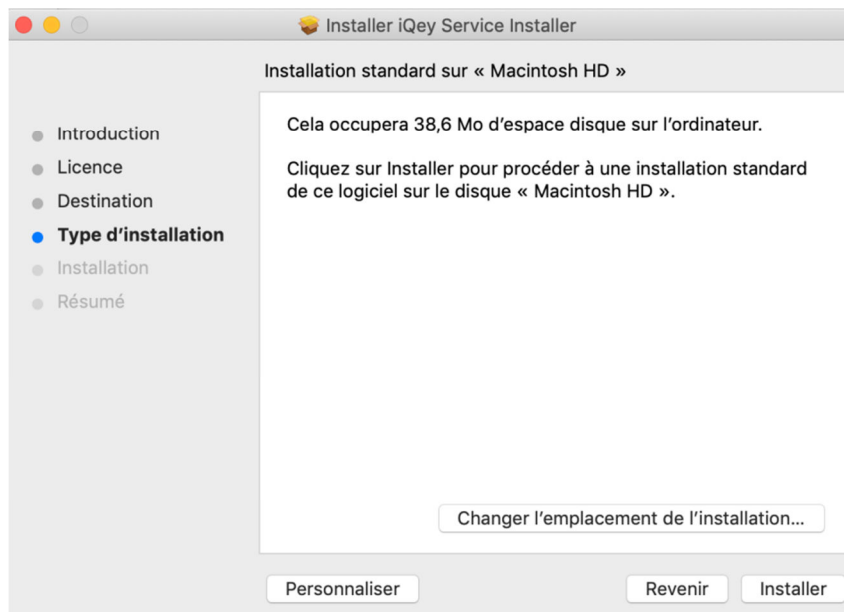 Installer iQey Service Installer
Installation standard sur « Macintosh HD »
Introduction
Licence
Destination
Type d’installation
Installation
Résumé
Cela occupera 38,6 Mo d’espace disque sur l’ordinateur.
Cliquez sur Installer pour procéder à une installation standard
de ce logiciel sur le disque « Macintosh HD ».
Changer l’emplacement de l’installation...
Personnaliser
Revenir
Installer